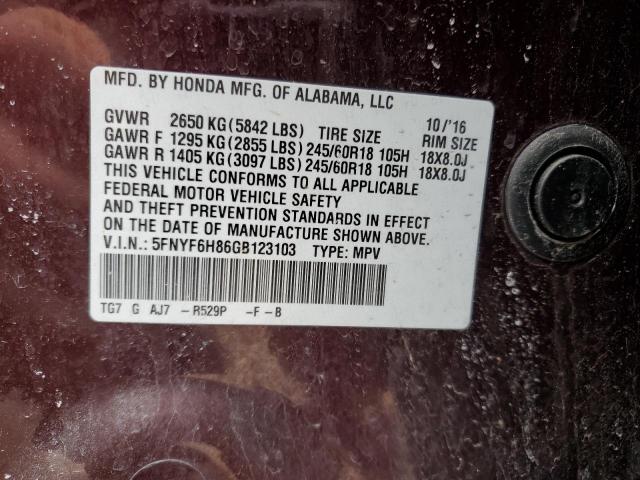 MFD. BY HONDA MFG. OF ALABAMA, LLC
GVWR 2650 KG (5842 LBS) TIRE SIZE 10/'16 RIM SIZE
GAWR F 1295 KG (2855 LBS) 245/60R18 105H 18X8.0J
GAWR R 1405 KG (3097 LBS) 245/60R18 105H 18X8.0J
THIS VEHICLE CONFORMS TO ALL APPLICABLE
FEDERAL MOTOR VEHICLE SAFETY
AND THEFT PREVENTION STANDARDS IN EFFECT
ON THE DATE OF MANUFACTURE SHOWN ABOVE.
V.I.N.: 5FNYF6H86GB123103 TYPE: MPV
TG7 G AJ7 -R529P -F-B